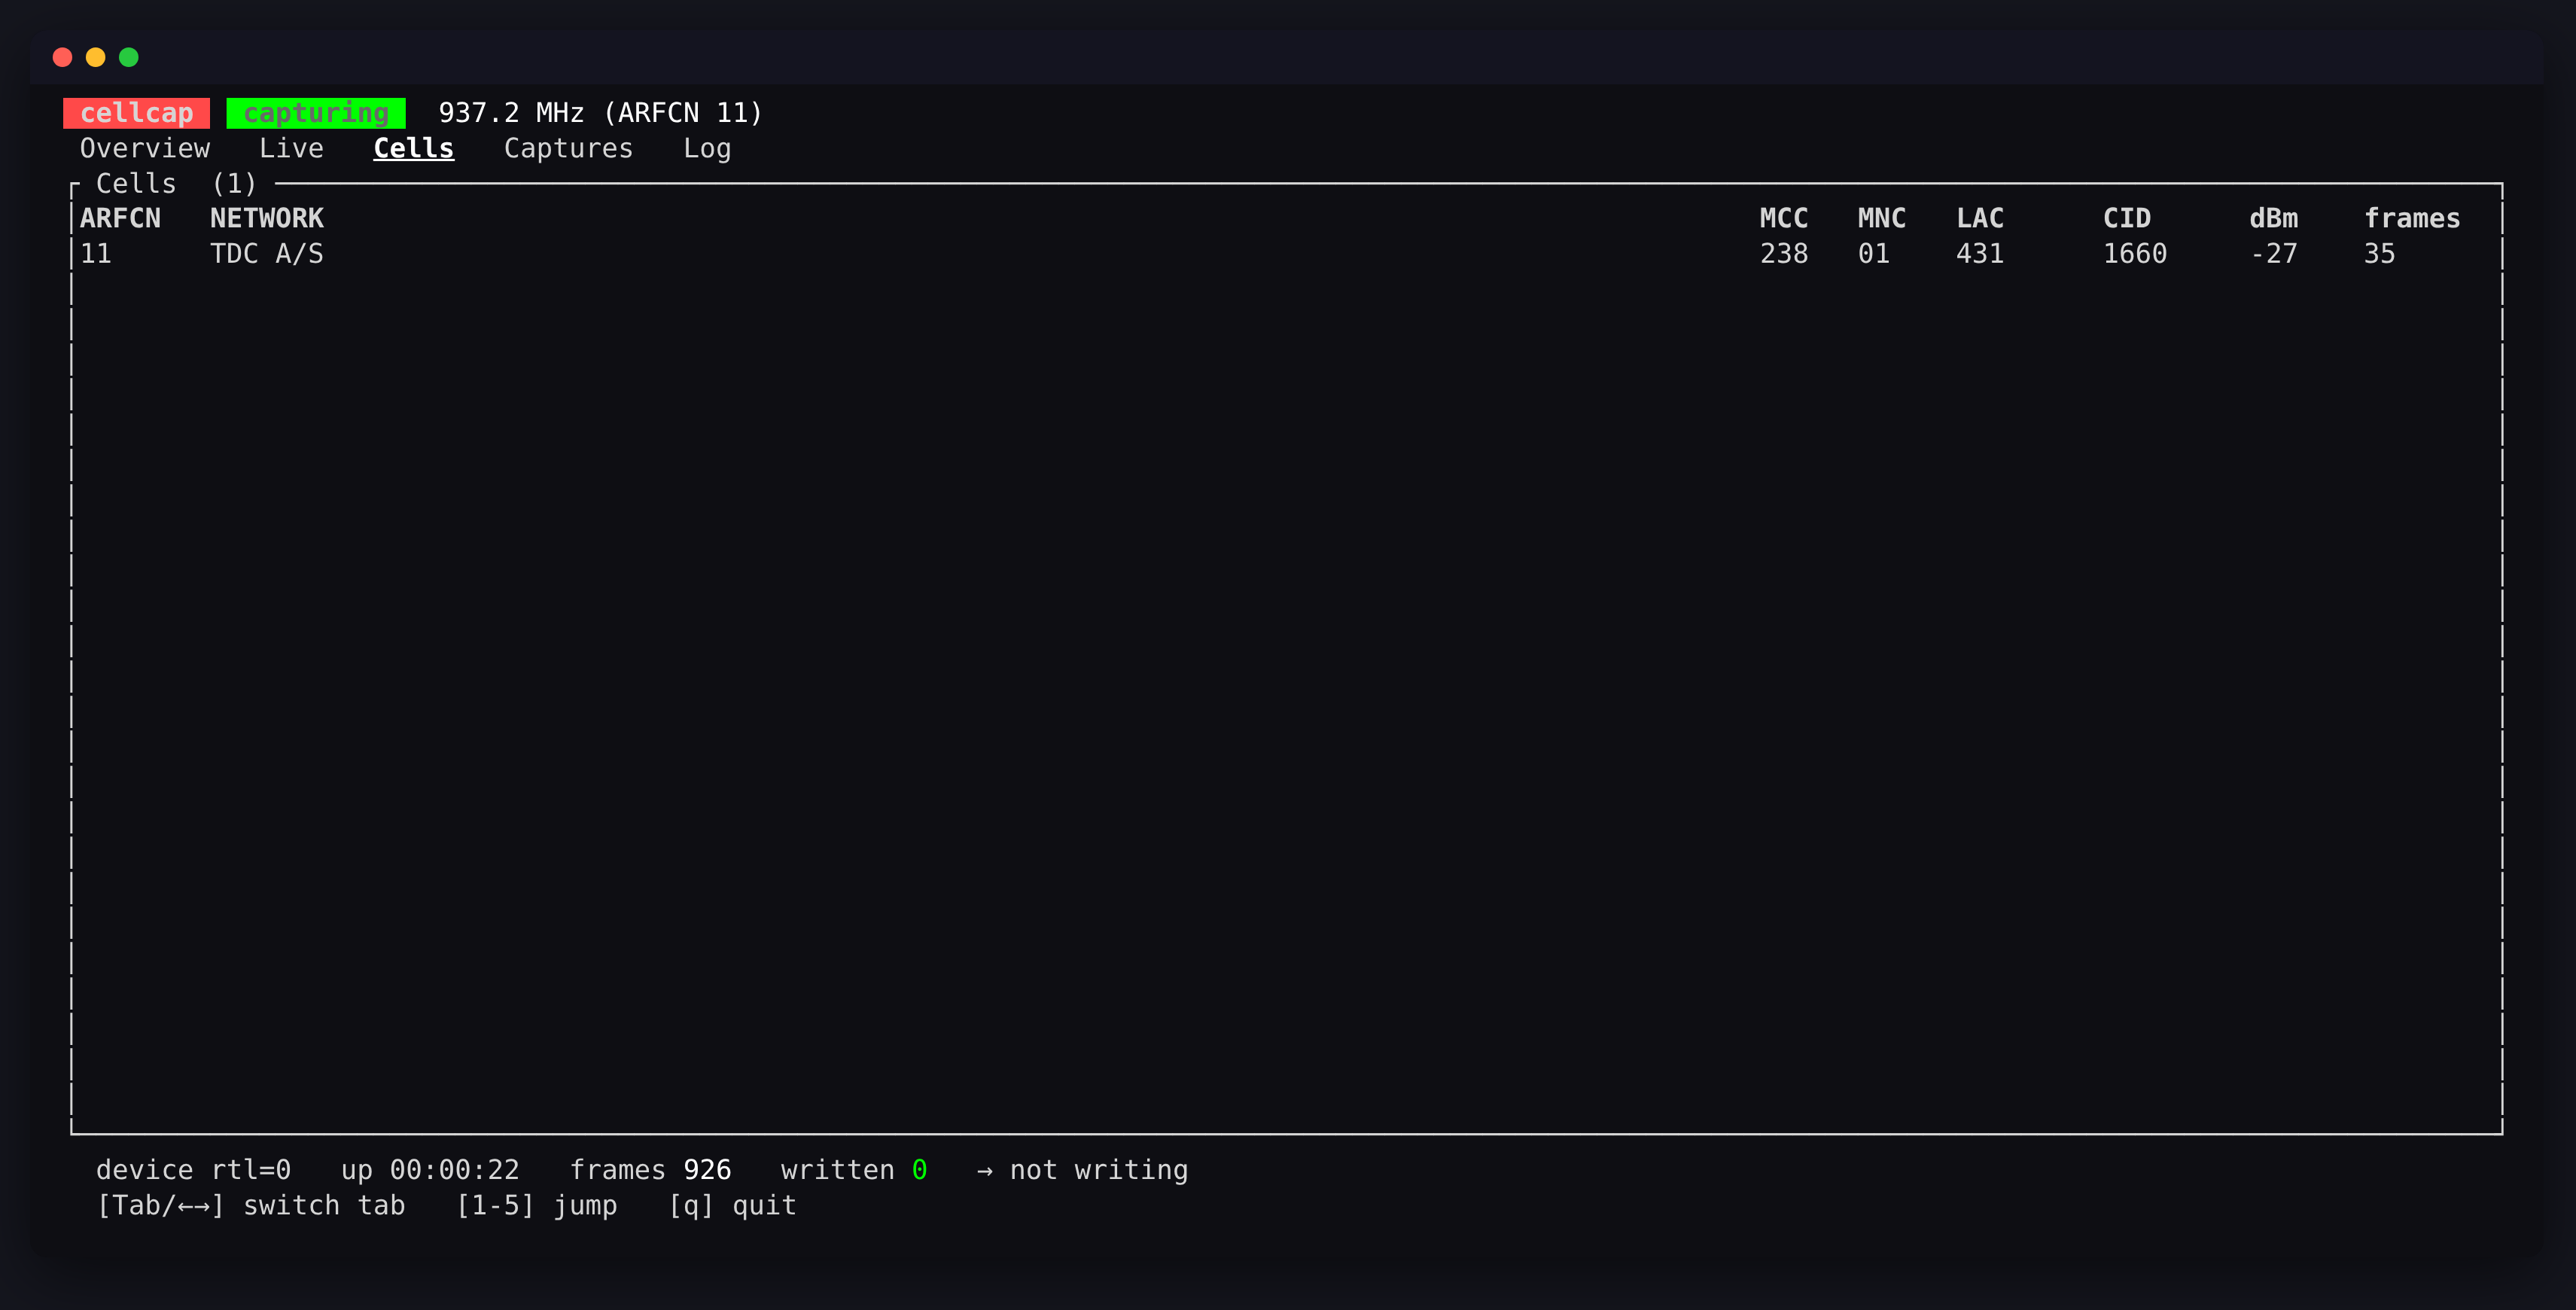 cellcap capturing 937.2 MHz (ARFCN 11)
Overview Live Cells Captures Log
Cells (1)
ARFCN NETWORK MCC MNC LAC CID dBm frames
11 TDC A/S 238 01 431 1660 -27 35
device rtl=0 up 00:00:22 frames 926 written 0 → not writing
[Tab/←→] switch tab [1-5] jump [q] quit